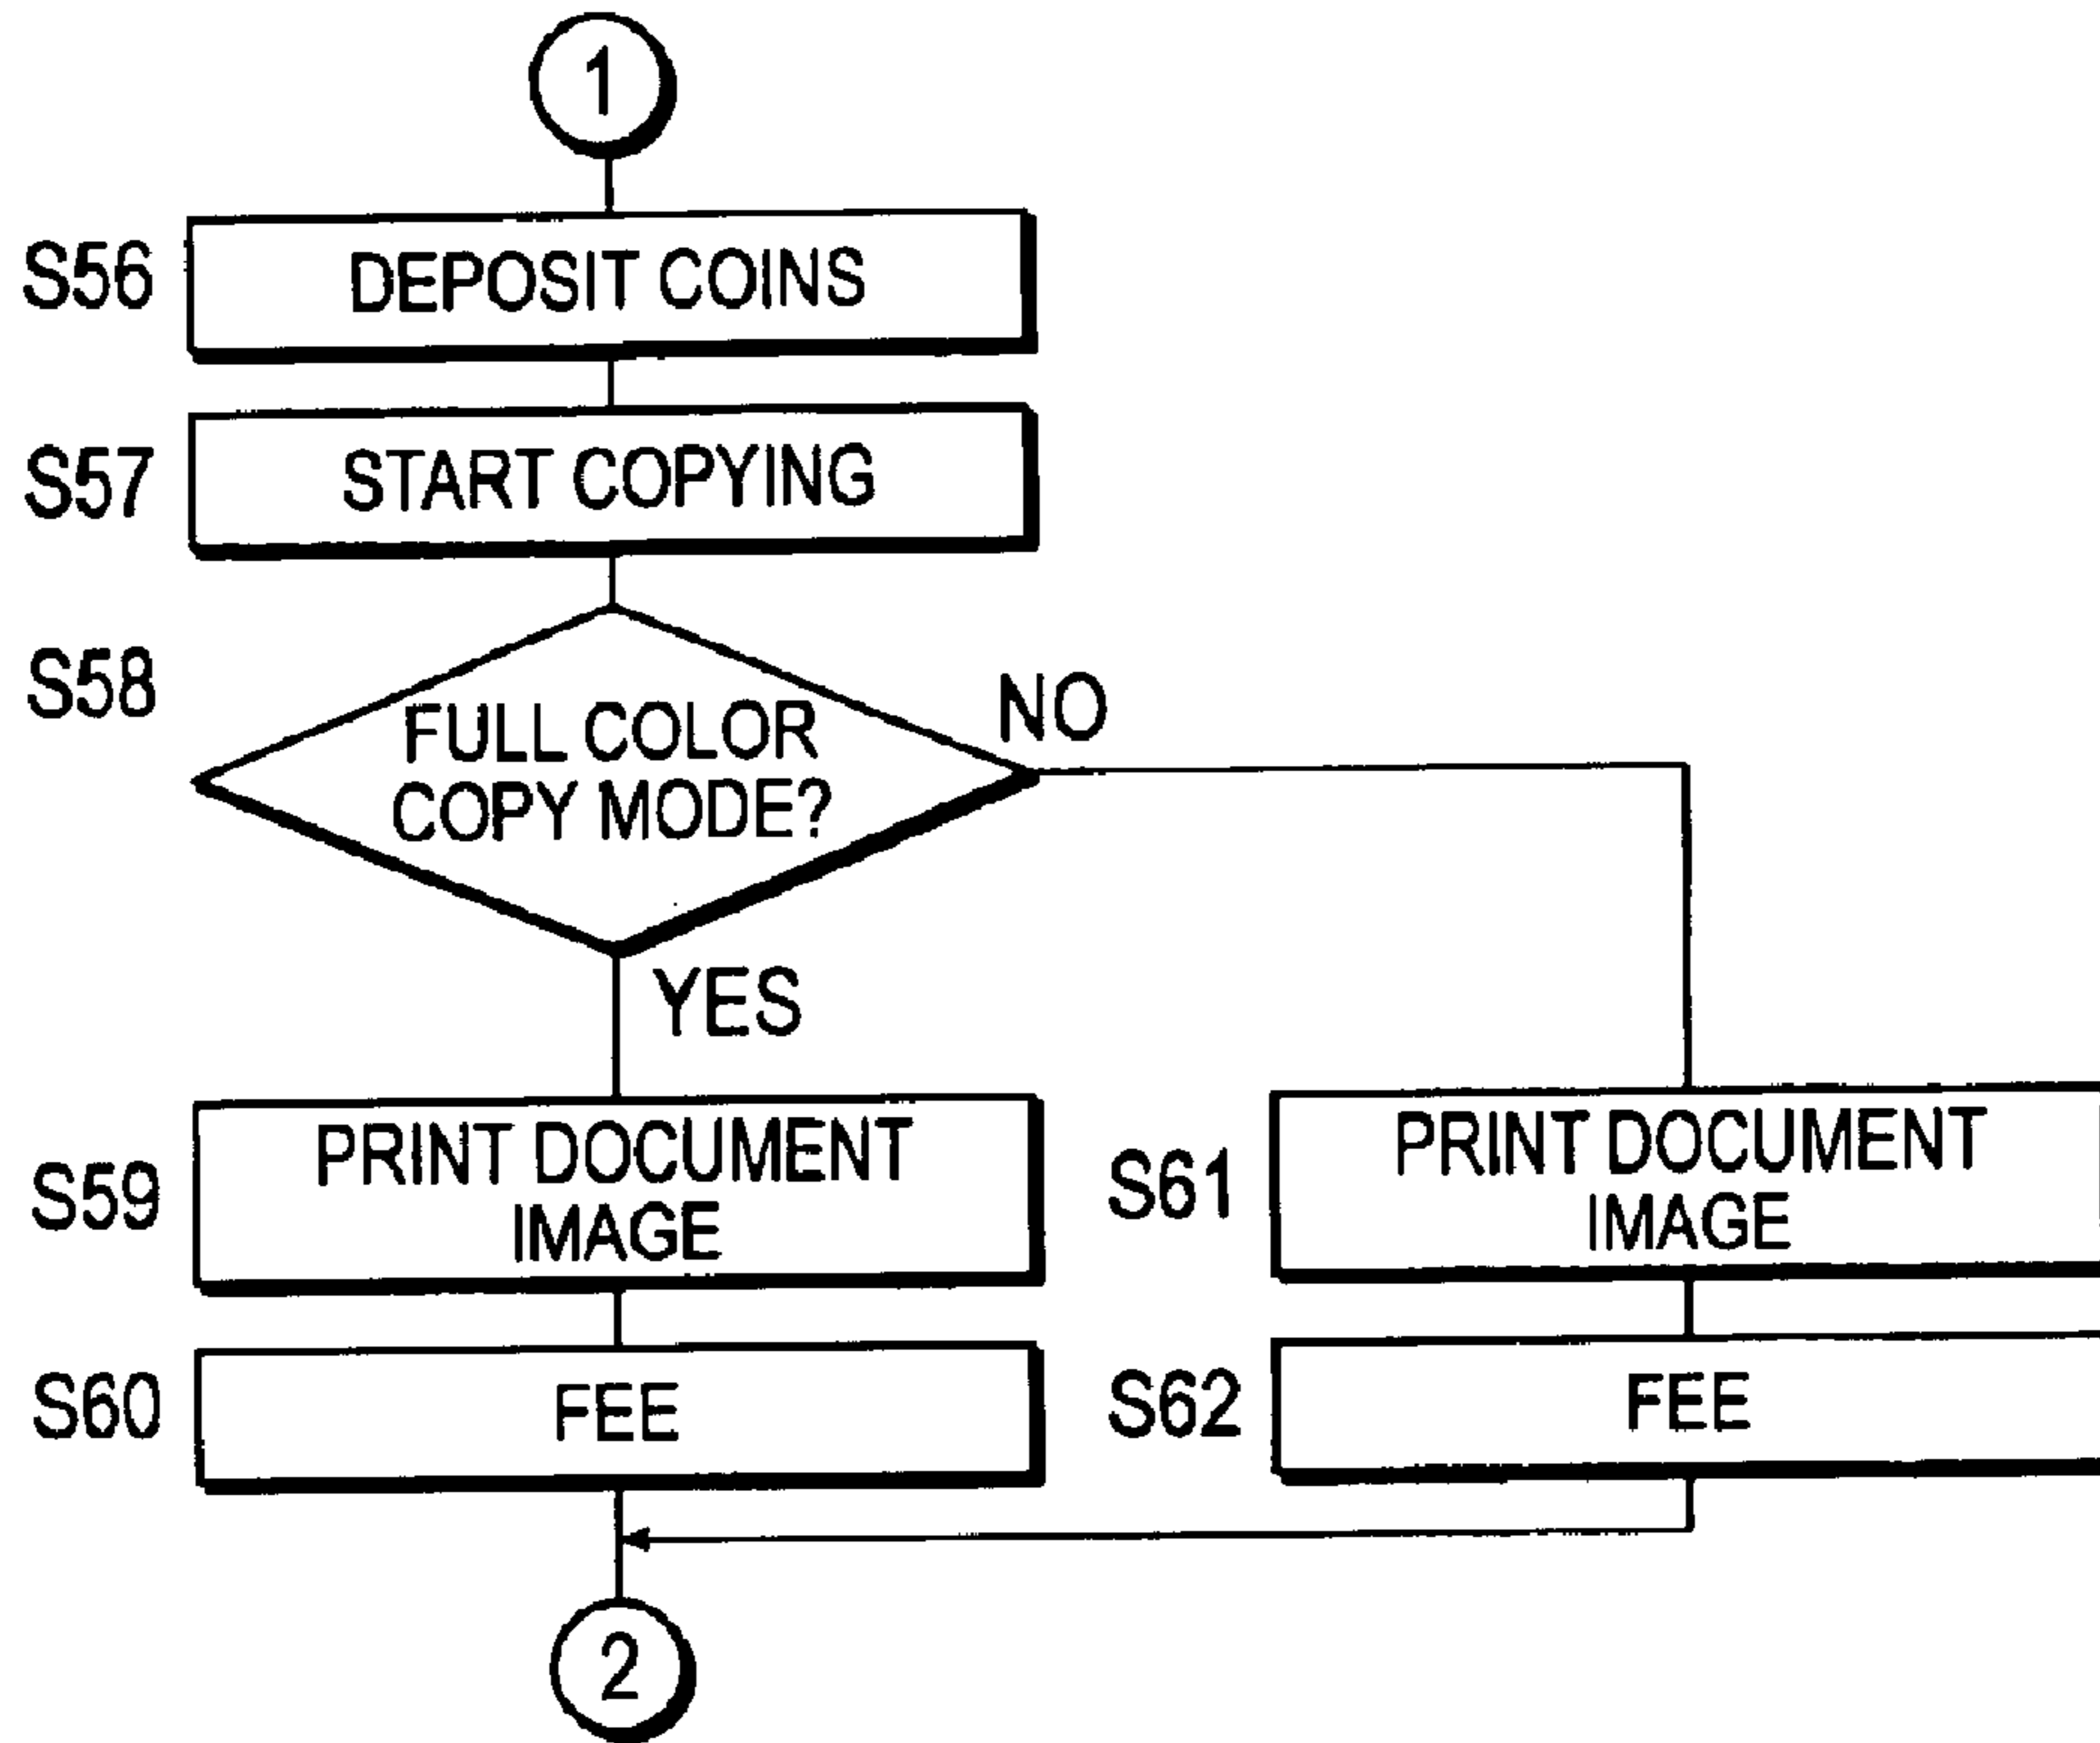 1
S56
DEPOSIT COINS
S57
START COPYING
S58
FULL COLOR
COPY MODE?
NO
YES
S59
PRINT DOCUMENT
IMAGE
S61
PRINT DOCUMENT
IMAGE
S60
FEE
S62
FEE
2